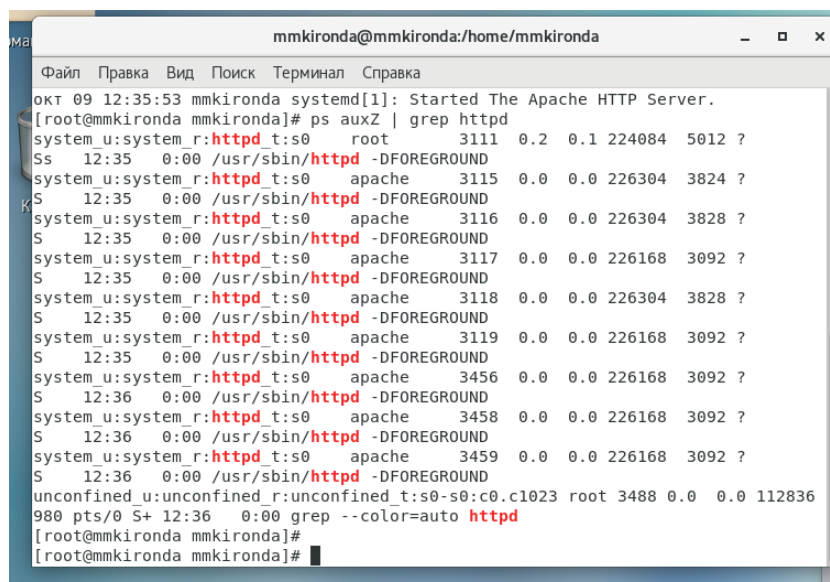 ома
mmkironda@mmkironda:/home/mmkironda
Файл Правка Вид Поиск Терминал Справка
окт 09 12:35:53 mmkironda systemd[1]: Started The Apache HTTP Server.
[root@mmkironda mmkironda]# ps auxZ | grep httpd
system_u:system_r:httpd_t:s0    root       3111  0.2  0.1 224084  5012 ?
Ss   12:35   0:00 /usr/sbin/httpd -DFOREGROUND
system_u:system_r:httpd_t:s0    apache     3115  0.0  0.0 226304  3824 ?
S    12:35   0:00 /usr/sbin/httpd -DFOREGROUND
system_u:system_r:httpd_t:s0    apache     3116  0.0  0.0 226304  3828 ?
S    12:35   0:00 /usr/sbin/httpd -DFOREGROUND
system_u:system_r:httpd_t:s0    apache     3117  0.0  0.0 226168  3092 ?
S    12:35   0:00 /usr/sbin/httpd -DFOREGROUND
system_u:system_r:httpd_t:s0    apache     3118  0.0  0.0 226304  3828 ?
S    12:35   0:00 /usr/sbin/httpd -DFOREGROUND
system_u:system_r:httpd_t:s0    apache     3119  0.0  0.0 226168  3092 ?
S    12:35   0:00 /usr/sbin/httpd -DFOREGROUND
system_u:system_r:httpd_t:s0    apache     3456  0.0  0.0 226168  3092 ?
S    12:36   0:00 /usr/sbin/httpd -DFOREGROUND
system_u:system_r:httpd_t:s0    apache     3458  0.0  0.0 226168  3092 ?
S    12:36   0:00 /usr/sbin/httpd -DFOREGROUND
system_u:system_r:httpd_t:s0    apache     3459  0.0  0.0 226168  3092 ?
S    12:36   0:00 /usr/sbin/httpd -DFOREGROUND
unconfined_u:unconfined_r:unconfined_t:s0-s0:c0.c1023 root 3488 0.0  0.0 112836
980 pts/0 S+ 12:36   0:00 grep --color=auto httpd
[root@mmkironda mmkironda]#
[root@mmkironda mmkironda]#
К